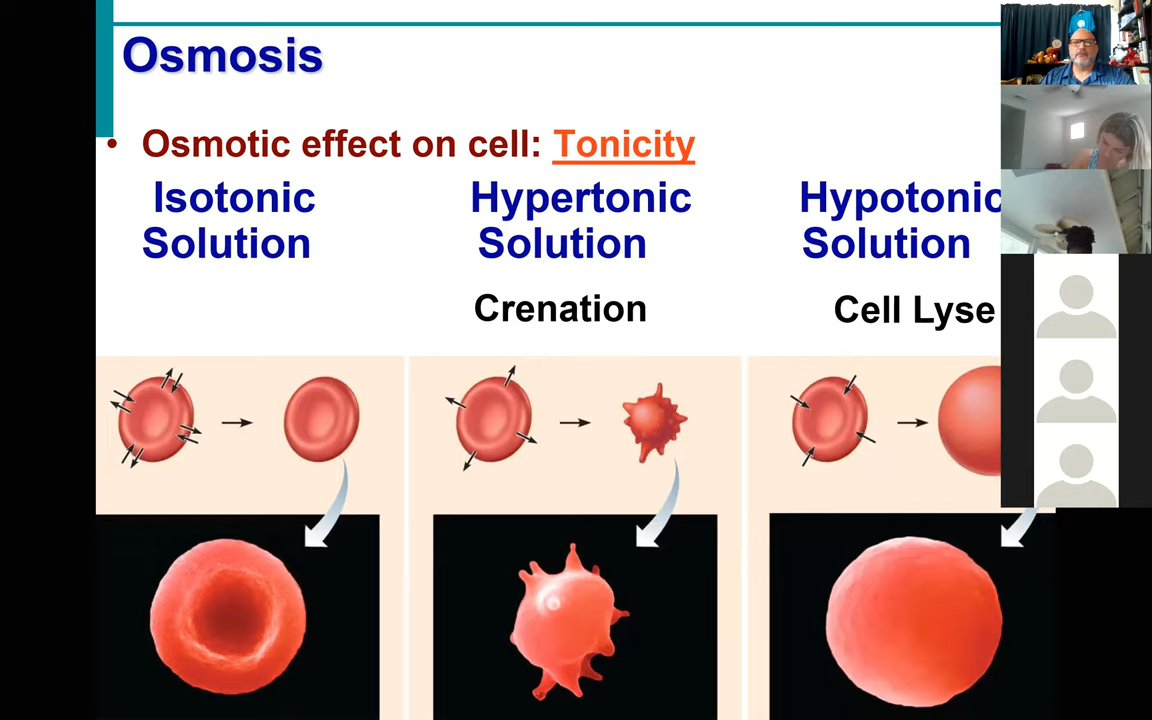 Osmosis
• Osmotic effect on cell: Tonicity
Isotonic
Solution
Hypertonic
Solution
Crenation
Hypotonic
Solution
Cell Lyse